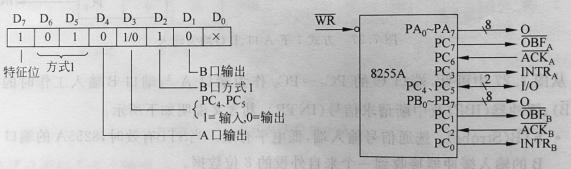 D7 D6 D5 D4 D3 D2 D1 D0
1 0 1 0 1/0 1 0 ×
特征位
方式1
B口输出
B口方式1
PC4、PC5
1=输入,0=输出
A口输出
WR
8255A
PA0~PA7 8 O
PC7 OBFA
PC6 ACKA
PC3 INTRA
PC4、PC5 I/O
PB0~PB7 8 O
PC1 OBFB
PC2 ACKB
PC0 INTRB